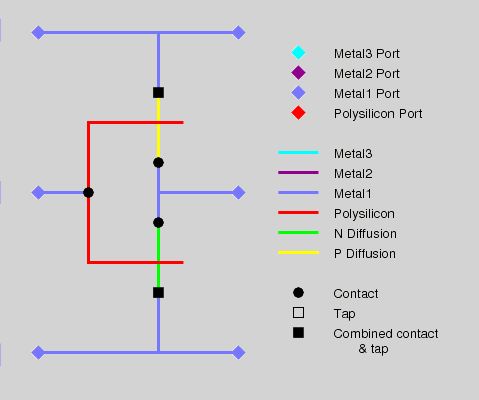 Metal3 Port
Metal2 Port
Metal1 Port
Polysilicon Port
Metal3
Metal2
Metal1
Polysilicon
N Diffusion
P Diffusion
Contact
Tap
Combined contact
& tap